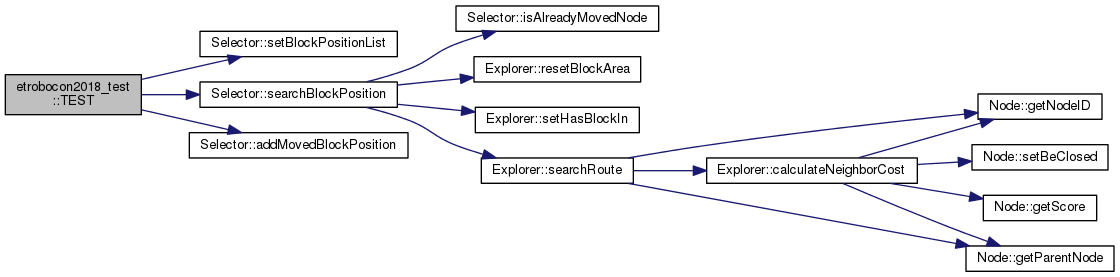 etrobocon2018_test
::TEST
Selector::setBlockPositionList
Selector::searchBlockPosition
Selector::addMovedBlockPosition
Selector::isAlreadyMovedNode
Explorer::resetBlockArea
Explorer::setHasBlockIn
Explorer::searchRoute
Explorer::calculateNeighborCost
Node::getNodeID
Node::setBeClosed
Node::getScore
Node::getParentNode